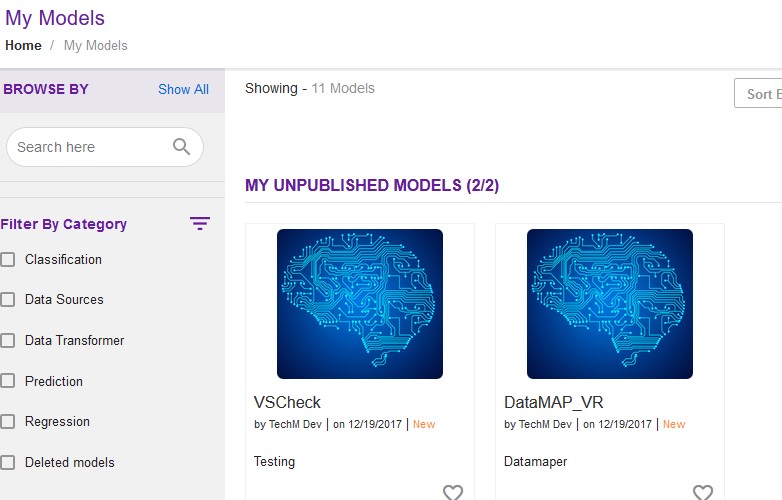 My Models
Home / My Models
BROWSE BY Show All
Showing - 11 Models
Sort
Search here
MY UNPUBLISHED MODELS (2/2)
Filter By Category
Classification
Data Sources
Data Transformer
Prediction
Regression
Deleted models
VSCheck
by TechM Dev | on 12/19/2017 | New
Testing
DataMAP_VR
by TechM Dev | on 12/19/2017 | New
Datamaper